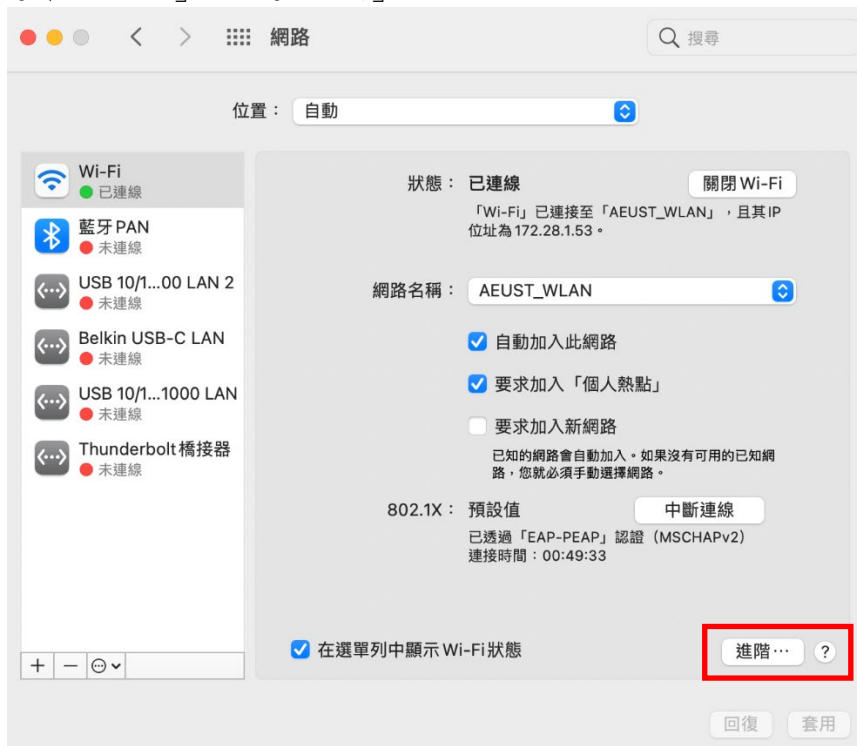 網路
搜尋
位置： 自動
Wi-Fi
已連線
藍牙 PAN
未連線
USB 10/1...00 LAN 2
未連線
Belkin USB-C LAN
未連線
USB 10/1...1000 LAN
未連線
Thunderbolt 橋接器
未連線
狀態： 已連線 關閉 Wi-Fi
「Wi-Fi」已連接至「AEUST_WLAN」，且其 IP
位址為 172.28.1.53。
網路名稱： AEUST_WLAN
自動加入此網路
要求加入「個人熱點」
要求加入新網路
已知的網路會自動加入。如果沒有可用的已知網
路，您就必須手動選擇網路。
802.1X： 預設值 中斷連線
已透過「EAP-PEAP」認證（MSCHAPv2）
連接時間：00:49:33
在選單列中顯示 Wi-Fi 狀態 進階⋯ ?
回復 套用